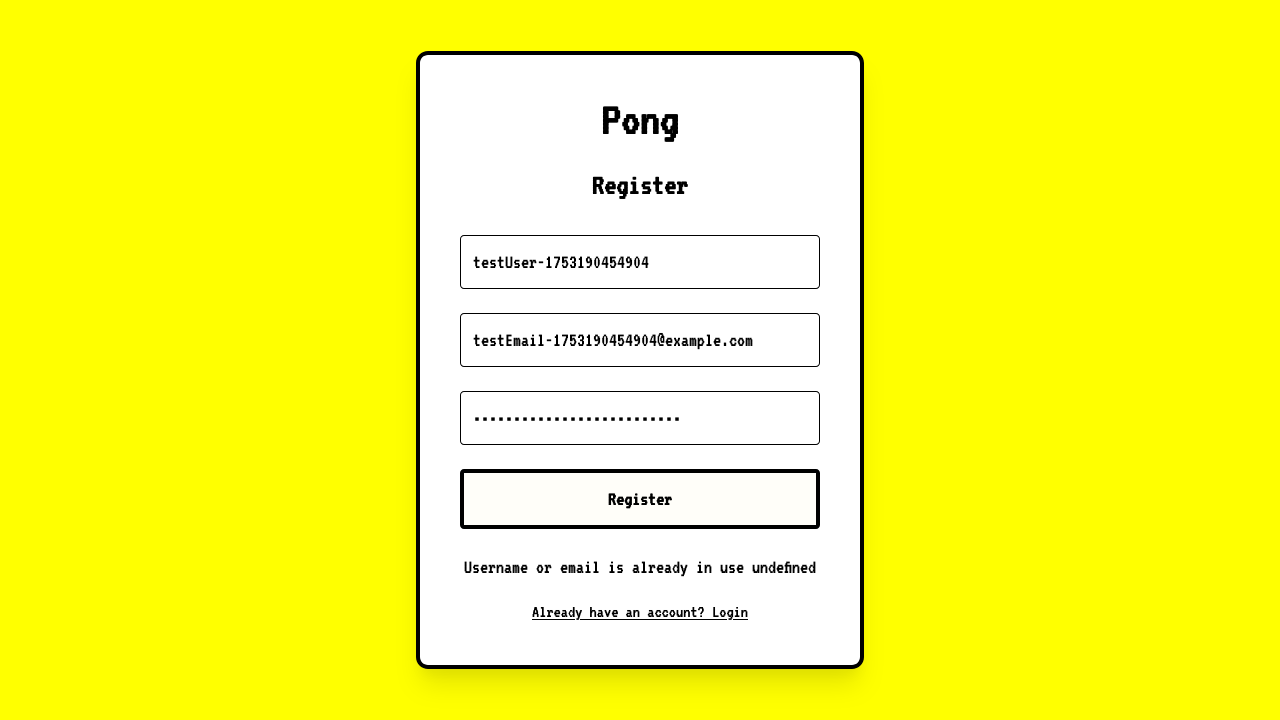 Pong
Register
testUser-1753190454904
testEmail-1753190454904@example.com
••••••••••••••••••••••••••
Register
Username or email is already in use undefined
Already have an account? Login